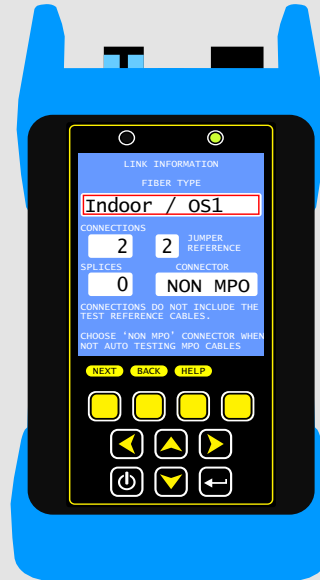 LINK INFORMATION
FIBER TYPE
Indoor / OS1
CONNECTIONS
2 2 JUMPER REFERENCE
SPLICES CONNECTOR
0 NON MPO
CONNECTIONS DO NOT INCLUDE THE
TEST REFERENCE CABLES.
CHOOSE 'NON MPO' CONNECTOR WHEN
NOT AUTO TESTING MPO CABLES
NEXT BACK HELP